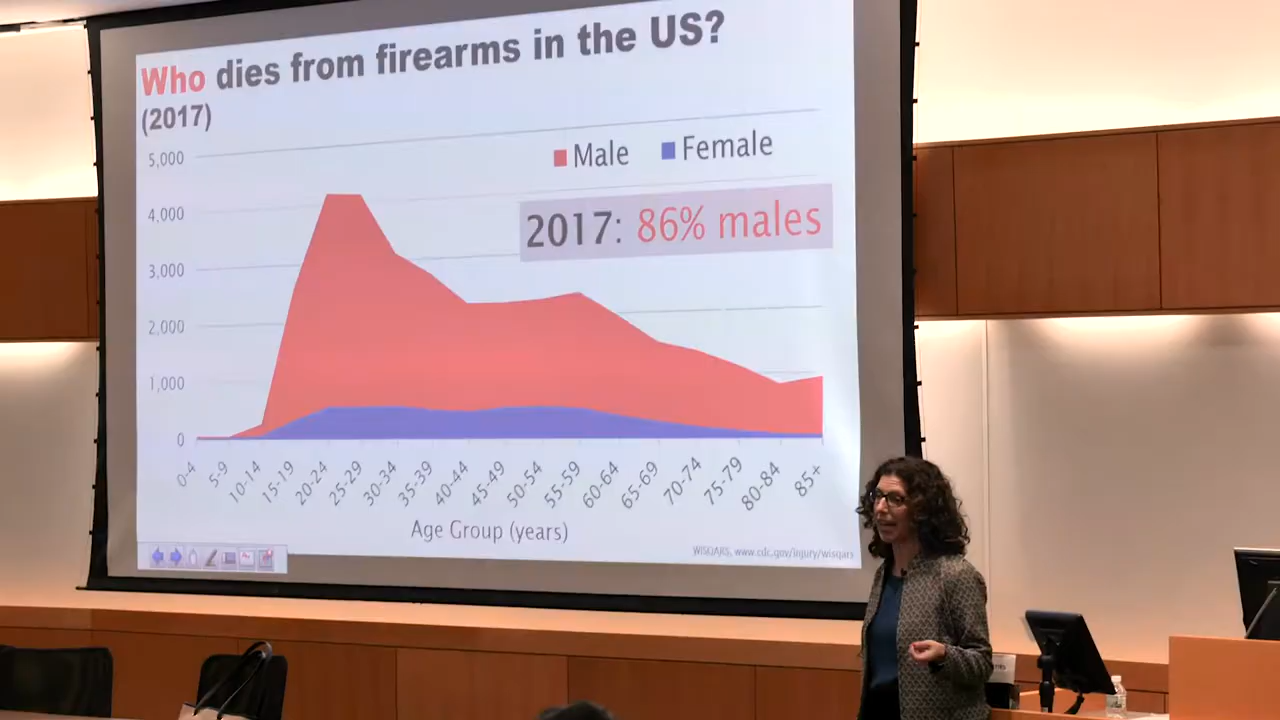 Who dies from firearms in the US?
(2017)
5,000
4,000
3,000
2,000
1,000
0
Male Female
2017: 86% males
0-4 5-9 10-14 15-19 20-24 25-29 30-34 35-39 40-44 45-49 50-54 55-59 60-64 65-69 70-74 75-79 80-84 85+
Age Group (years)
WISQARS, www.cdc.gov/injury/wisqars